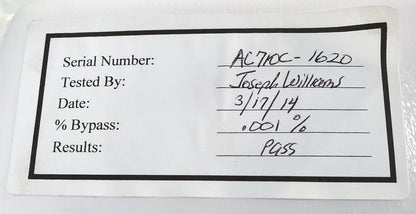 Serial Number: AC710C-1620
Tested By: Joseph Williams
Date: 3/17/14
% Bypass: .001 %
Results: PASS